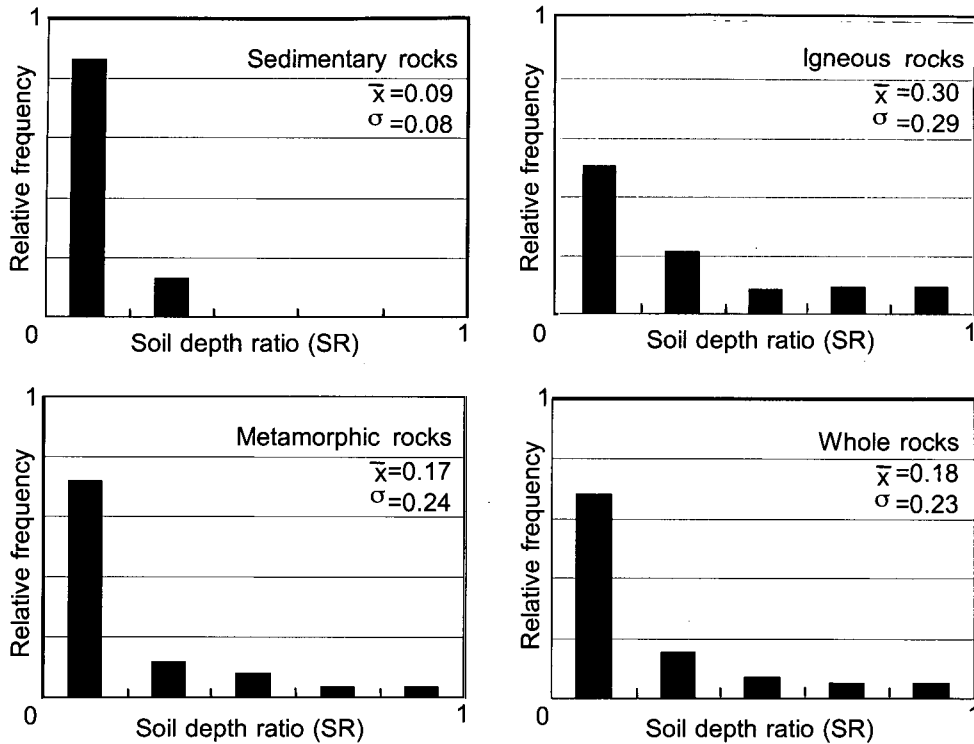 1
Sedimentary rocks
x̄=0.09
σ=0.08
Relative frequency
0
1
Soil depth ratio (SR)
1
Igneous rocks
x̄=0.30
σ=0.29
Relative frequency
0
1
Soil depth ratio (SR)
1
Metamorphic rocks
x̄=0.17
σ=0.24
Relative frequency
0
1
Soil depth ratio (SR)
1
Whole rocks
x̄=0.18
σ=0.23
Relative frequency
0
1
Soil depth ratio (SR)